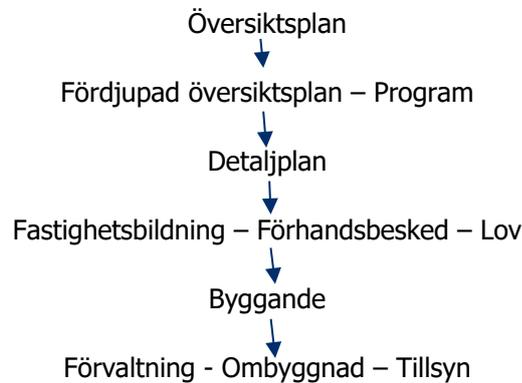 Översiktsplan
Fördjupad översiktsplan – Program
Detaljplan
Fastighetsbildning – Förhandsbesked – Lov
Byggande
Förvaltning - Ombyggnad – Tillsyn